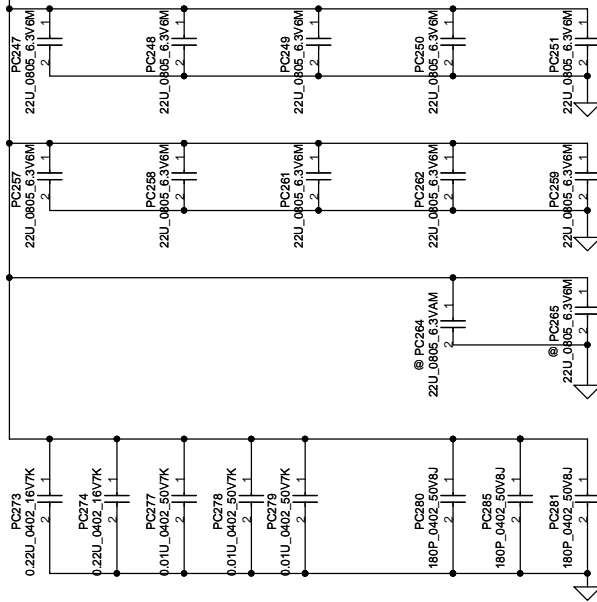 PC247
22U_0805_6.3V6M
1
2
PC248
22U_0805_6.3V6M
1
2
PC249
22U_0805_6.3V6M
1
2
PC250
22U_0805_6.3V6M
1
2
PC251
22U_0805_6.3V6M
1
2
PC257
22U_0805_6.3V6M
1
2
PC258
22U_0805_6.3V6M
1
2
PC261
22U_0805_6.3V6M
1
2
PC262
22U_0805_6.3V6M
1
2
PC259
22U_0805_6.3V6M
1
2
@ PC264
22U_0805_6.3VAM
1
2
@ PC265
22U_0805_6.3V6M
1
2
PC273
0.22U_0402_16V7K
1
2
PC274
0.22U_0402_16V7K
1
2
PC277
0.01U_0402_50V7K
1
2
PC278
0.01U_0402_50V7K
1
2
PC279
0.01U_0402_50V7K
1
2
PC280
180P_0402_50V8J
1
2
PC285
180P_0402_50V8J
1
2
PC281
180P_0402_50V8J
1
2